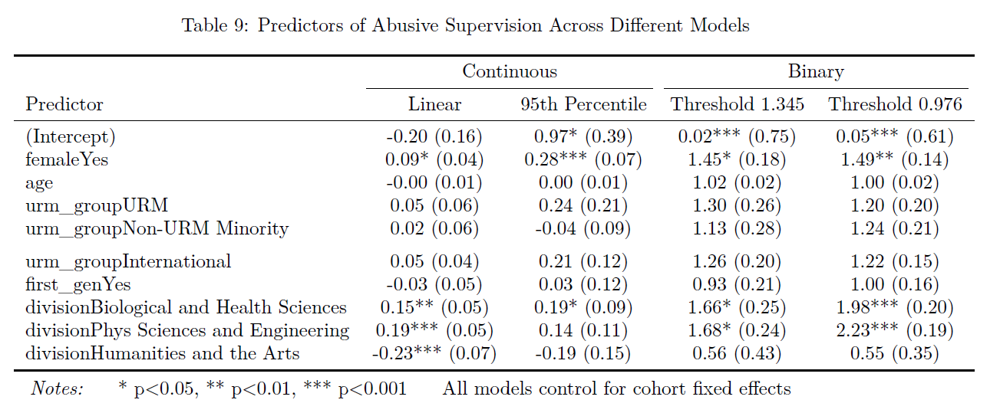 Table 9: Predictors of Abusive Supervision Across Different Models
Continuous Binary
Predictor Linear 95th Percentile Threshold 1.345 Threshold 0.976
(Intercept) -0.20 (0.16) 0.97* (0.39) 0.02*** (0.75) 0.05*** (0.61)
femaleYes 0.09* (0.04) 0.28*** (0.07) 1.45* (0.18) 1.49** (0.14)
age -0.00 (0.01) 0.00 (0.01) 1.02 (0.02) 1.00 (0.02)
urm_groupURM 0.05 (0.06) 0.24 (0.21) 1.30 (0.26) 1.20 (0.20)
urm_groupNon-URM Minority 0.02 (0.06) -0.04 (0.09) 1.13 (0.28) 1.24 (0.21)
urm_groupInternational 0.05 (0.04) 0.21 (0.12) 1.26 (0.20) 1.22 (0.15)
first_genYes -0.03 (0.05) 0.03 (0.12) 0.93 (0.21) 1.00 (0.16)
divisionBiological and Health Sciences 0.15** (0.05) 0.19* (0.09) 1.66* (0.25) 1.98*** (0.20)
divisionPhys Sciences and Engineering 0.19*** (0.05) 0.14 (0.11) 1.68* (0.24) 2.23*** (0.19)
divisionHumanities and the Arts -0.23*** (0.07) -0.19 (0.15) 0.56 (0.43) 0.55 (0.35)
Notes: * p<0.05, ** p<0.01, *** p<0.001 All models control for cohort fixed effects